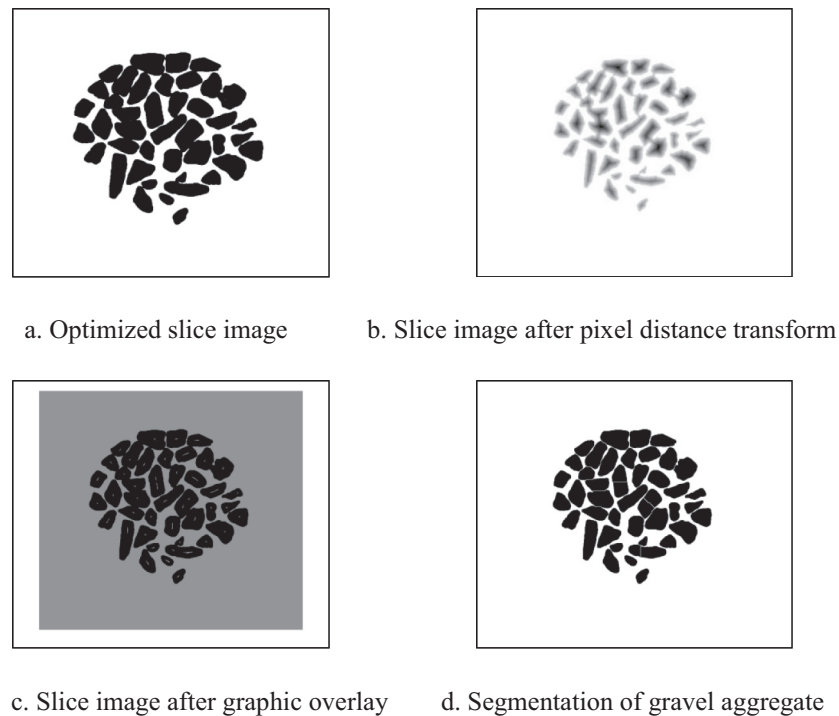 a. Optimized slice image
b. Slice image after pixel distance transform
c. Slice image after graphic overlay
d. Segmentation of gravel aggregate